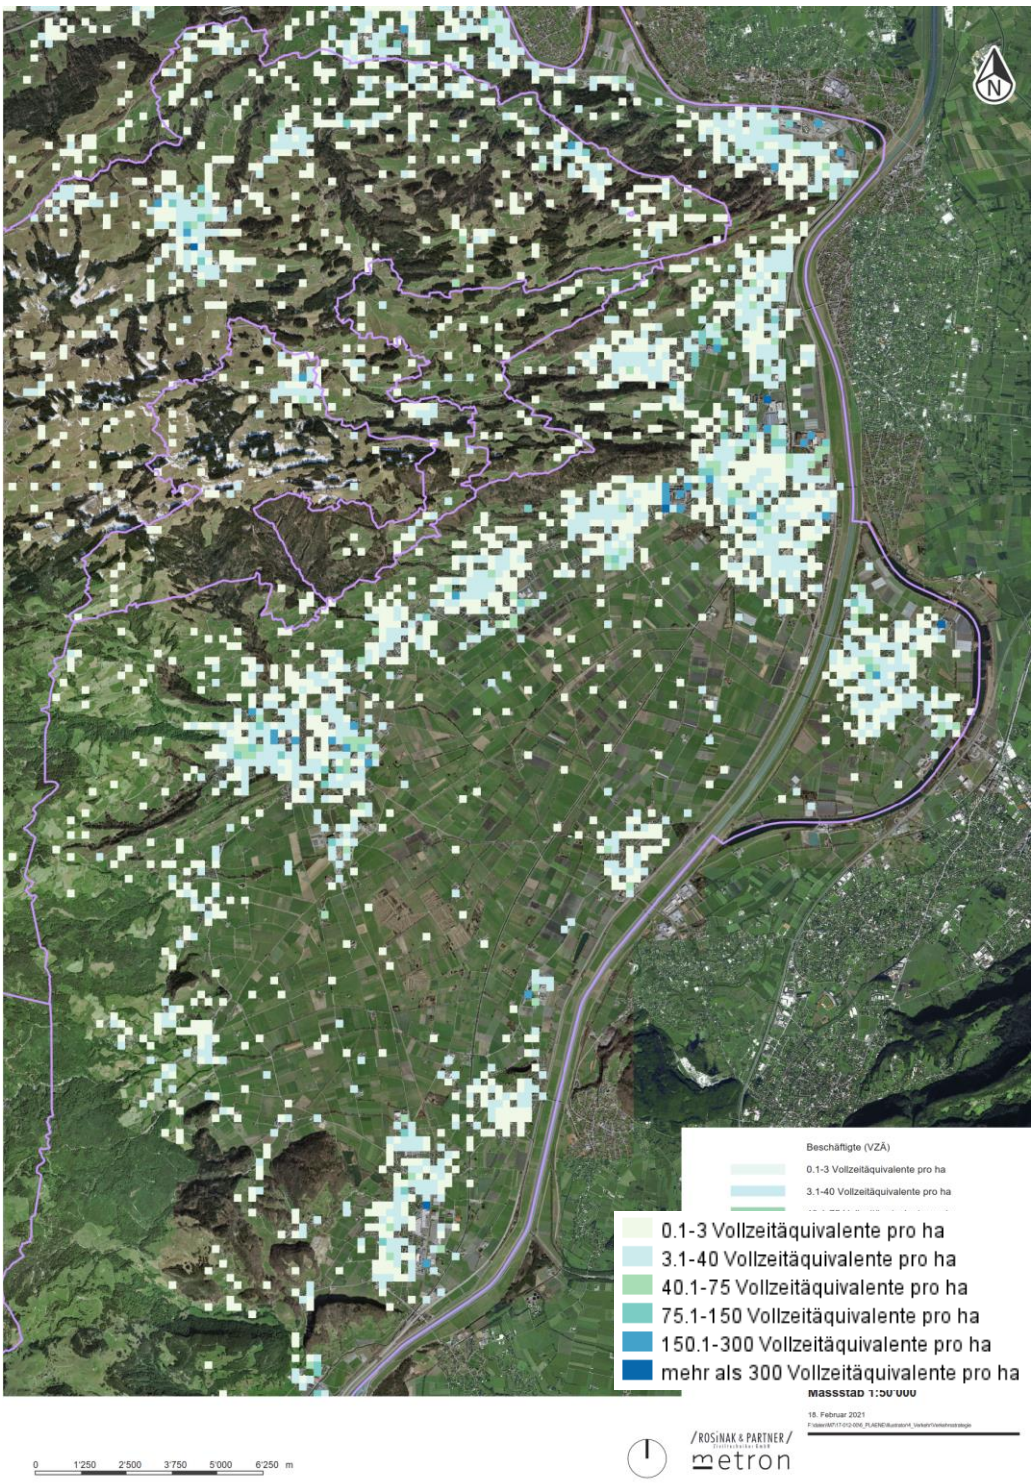 N
Beschäftigte (VZÄ)
0.1-3 Vollzeitäquivalente pro ha
3.1-40 Vollzeitäquivalente pro ha
0.1-3 Vollzeitäquivalente pro ha
3.1-40 Vollzeitäquivalente pro ha
40.1-75 Vollzeitäquivalente pro ha
75.1-150 Vollzeitäquivalente pro ha
150.1-300 Vollzeitäquivalente pro ha
mehr als 300 Vollzeitäquivalente pro ha
Massstab 1:50'000
18. Februar 2021
/ROSiNAK & PARTNER/
Ziviltechniker GmbH
metron
0 1'250 2'500 3'750 5'000 6'250 m